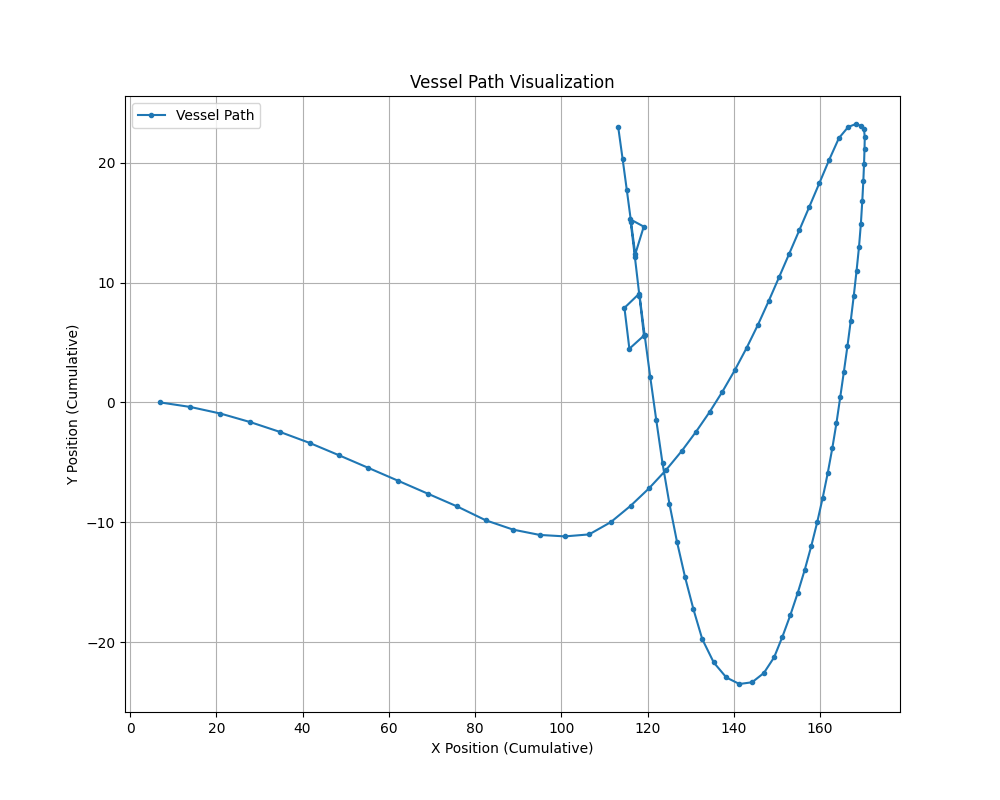 Vessel Path Visualization
Vessel Path
20
10
0
−10
−20
Y Position (Cumulative)
0 20 40 60 80 100 120 140 160
X Position (Cumulative)